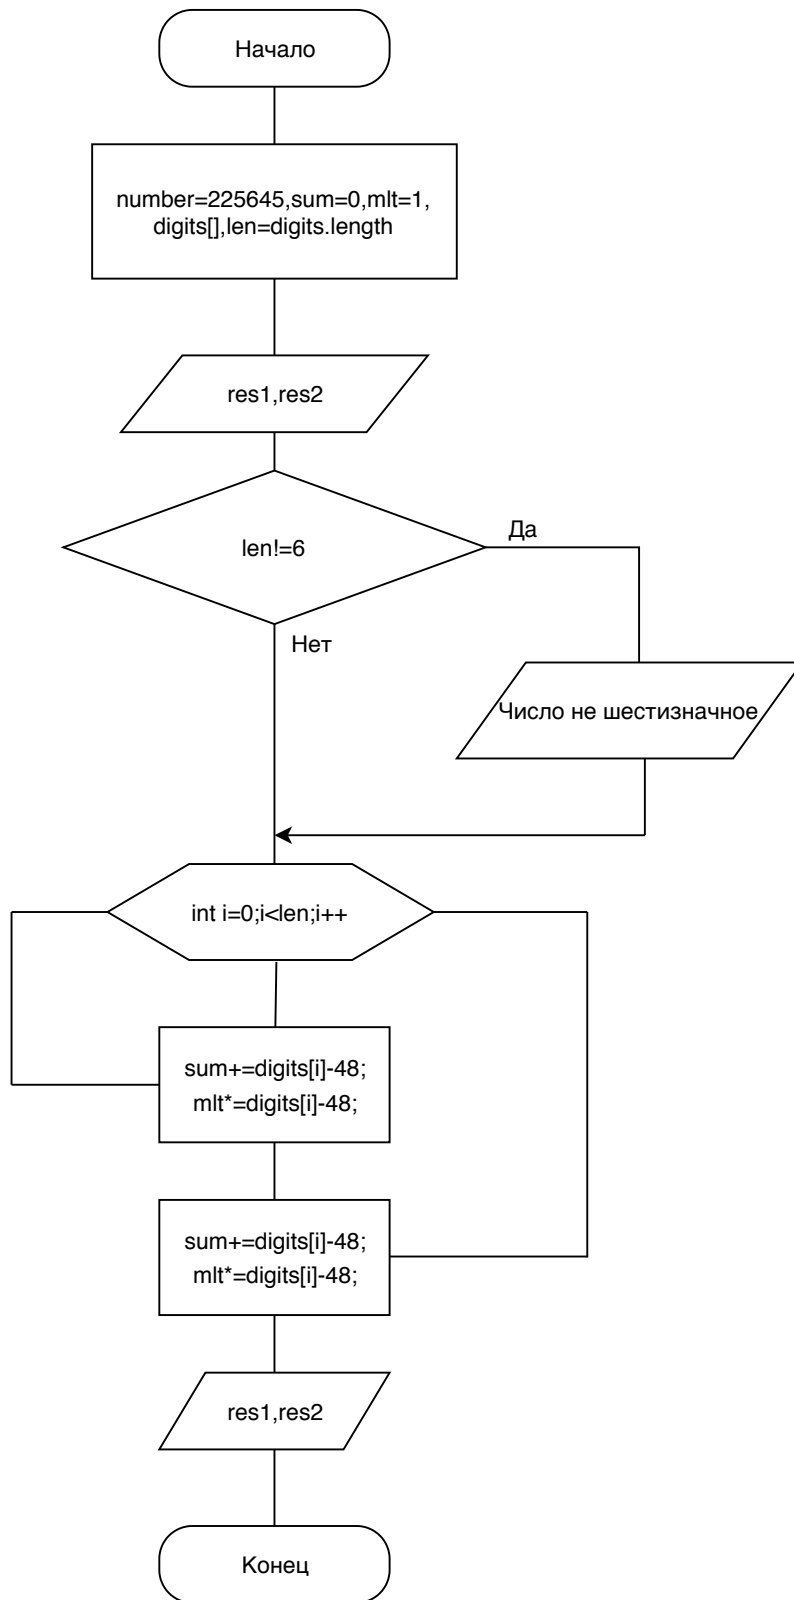 Начало
number=225645,sum=0,mlt=1,
digits[],len=digits.length
res1,res2
len!=6
Да
Нет
Число не шестизначное
int i=0;i<len;i++
sum+=digits[i]-48;
mlt*=digits[i]-48;
sum+=digits[i]-48;
mlt*=digits[i]-48;
res1,res2
Конец